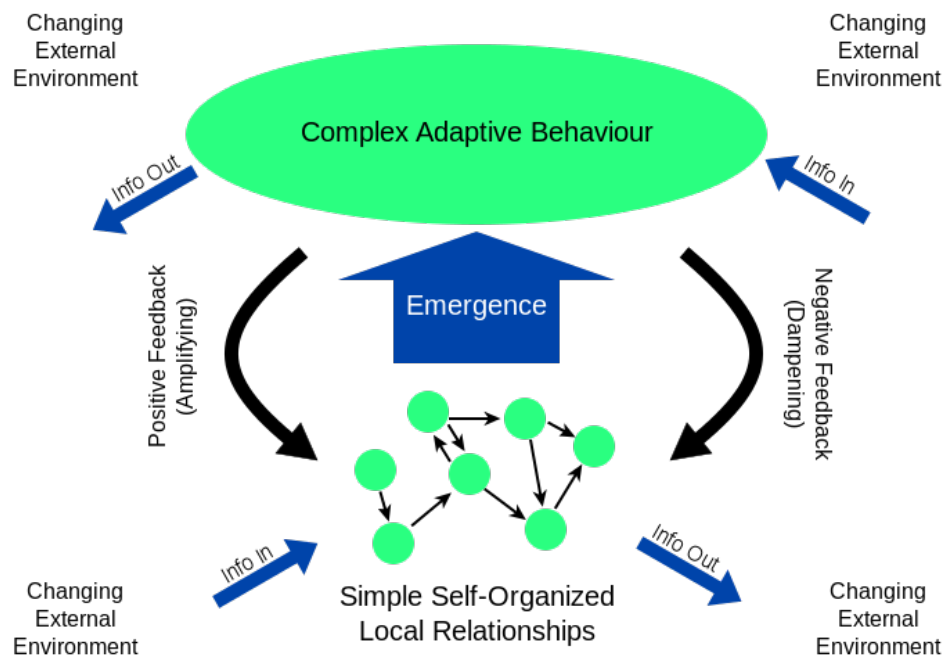 Changing
External
Environment
Changing
External
Environment
Complex Adaptive Behaviour
Info Out
Info In
Positive Feedback
(Amplifying)
Emergence
Negative Feedback
(Dampening)
Info In
Info Out
Changing
External
Environment
Simple Self-Organized
Local Relationships
Changing
External
Environment